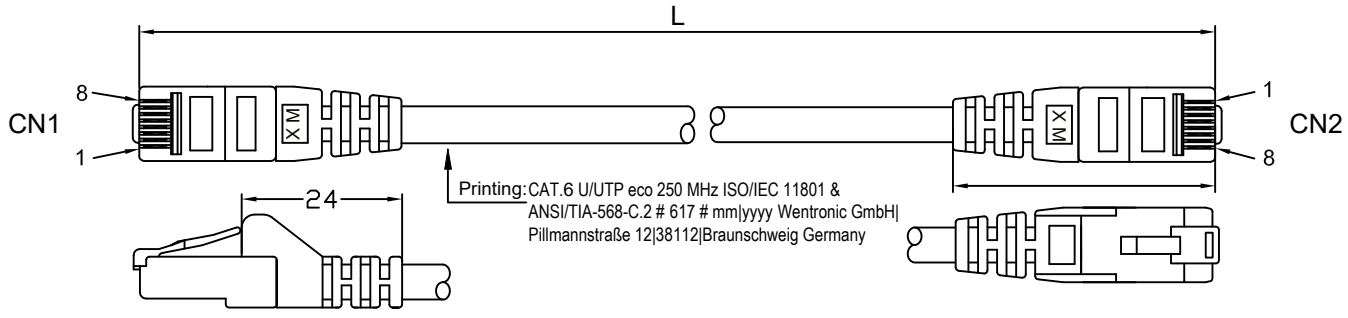 L
8
1
CN1
CN2
1
8
X M
X M
Printing: CAT.6 U/UTP eco 250 MHz ISO/IEC 11801 &
ANSI/TIA-568-C.2 # 617 # mm|yyyy Wentronic GmbH|
Pillmannstraße 12|38112|Braunschweig Germany
24